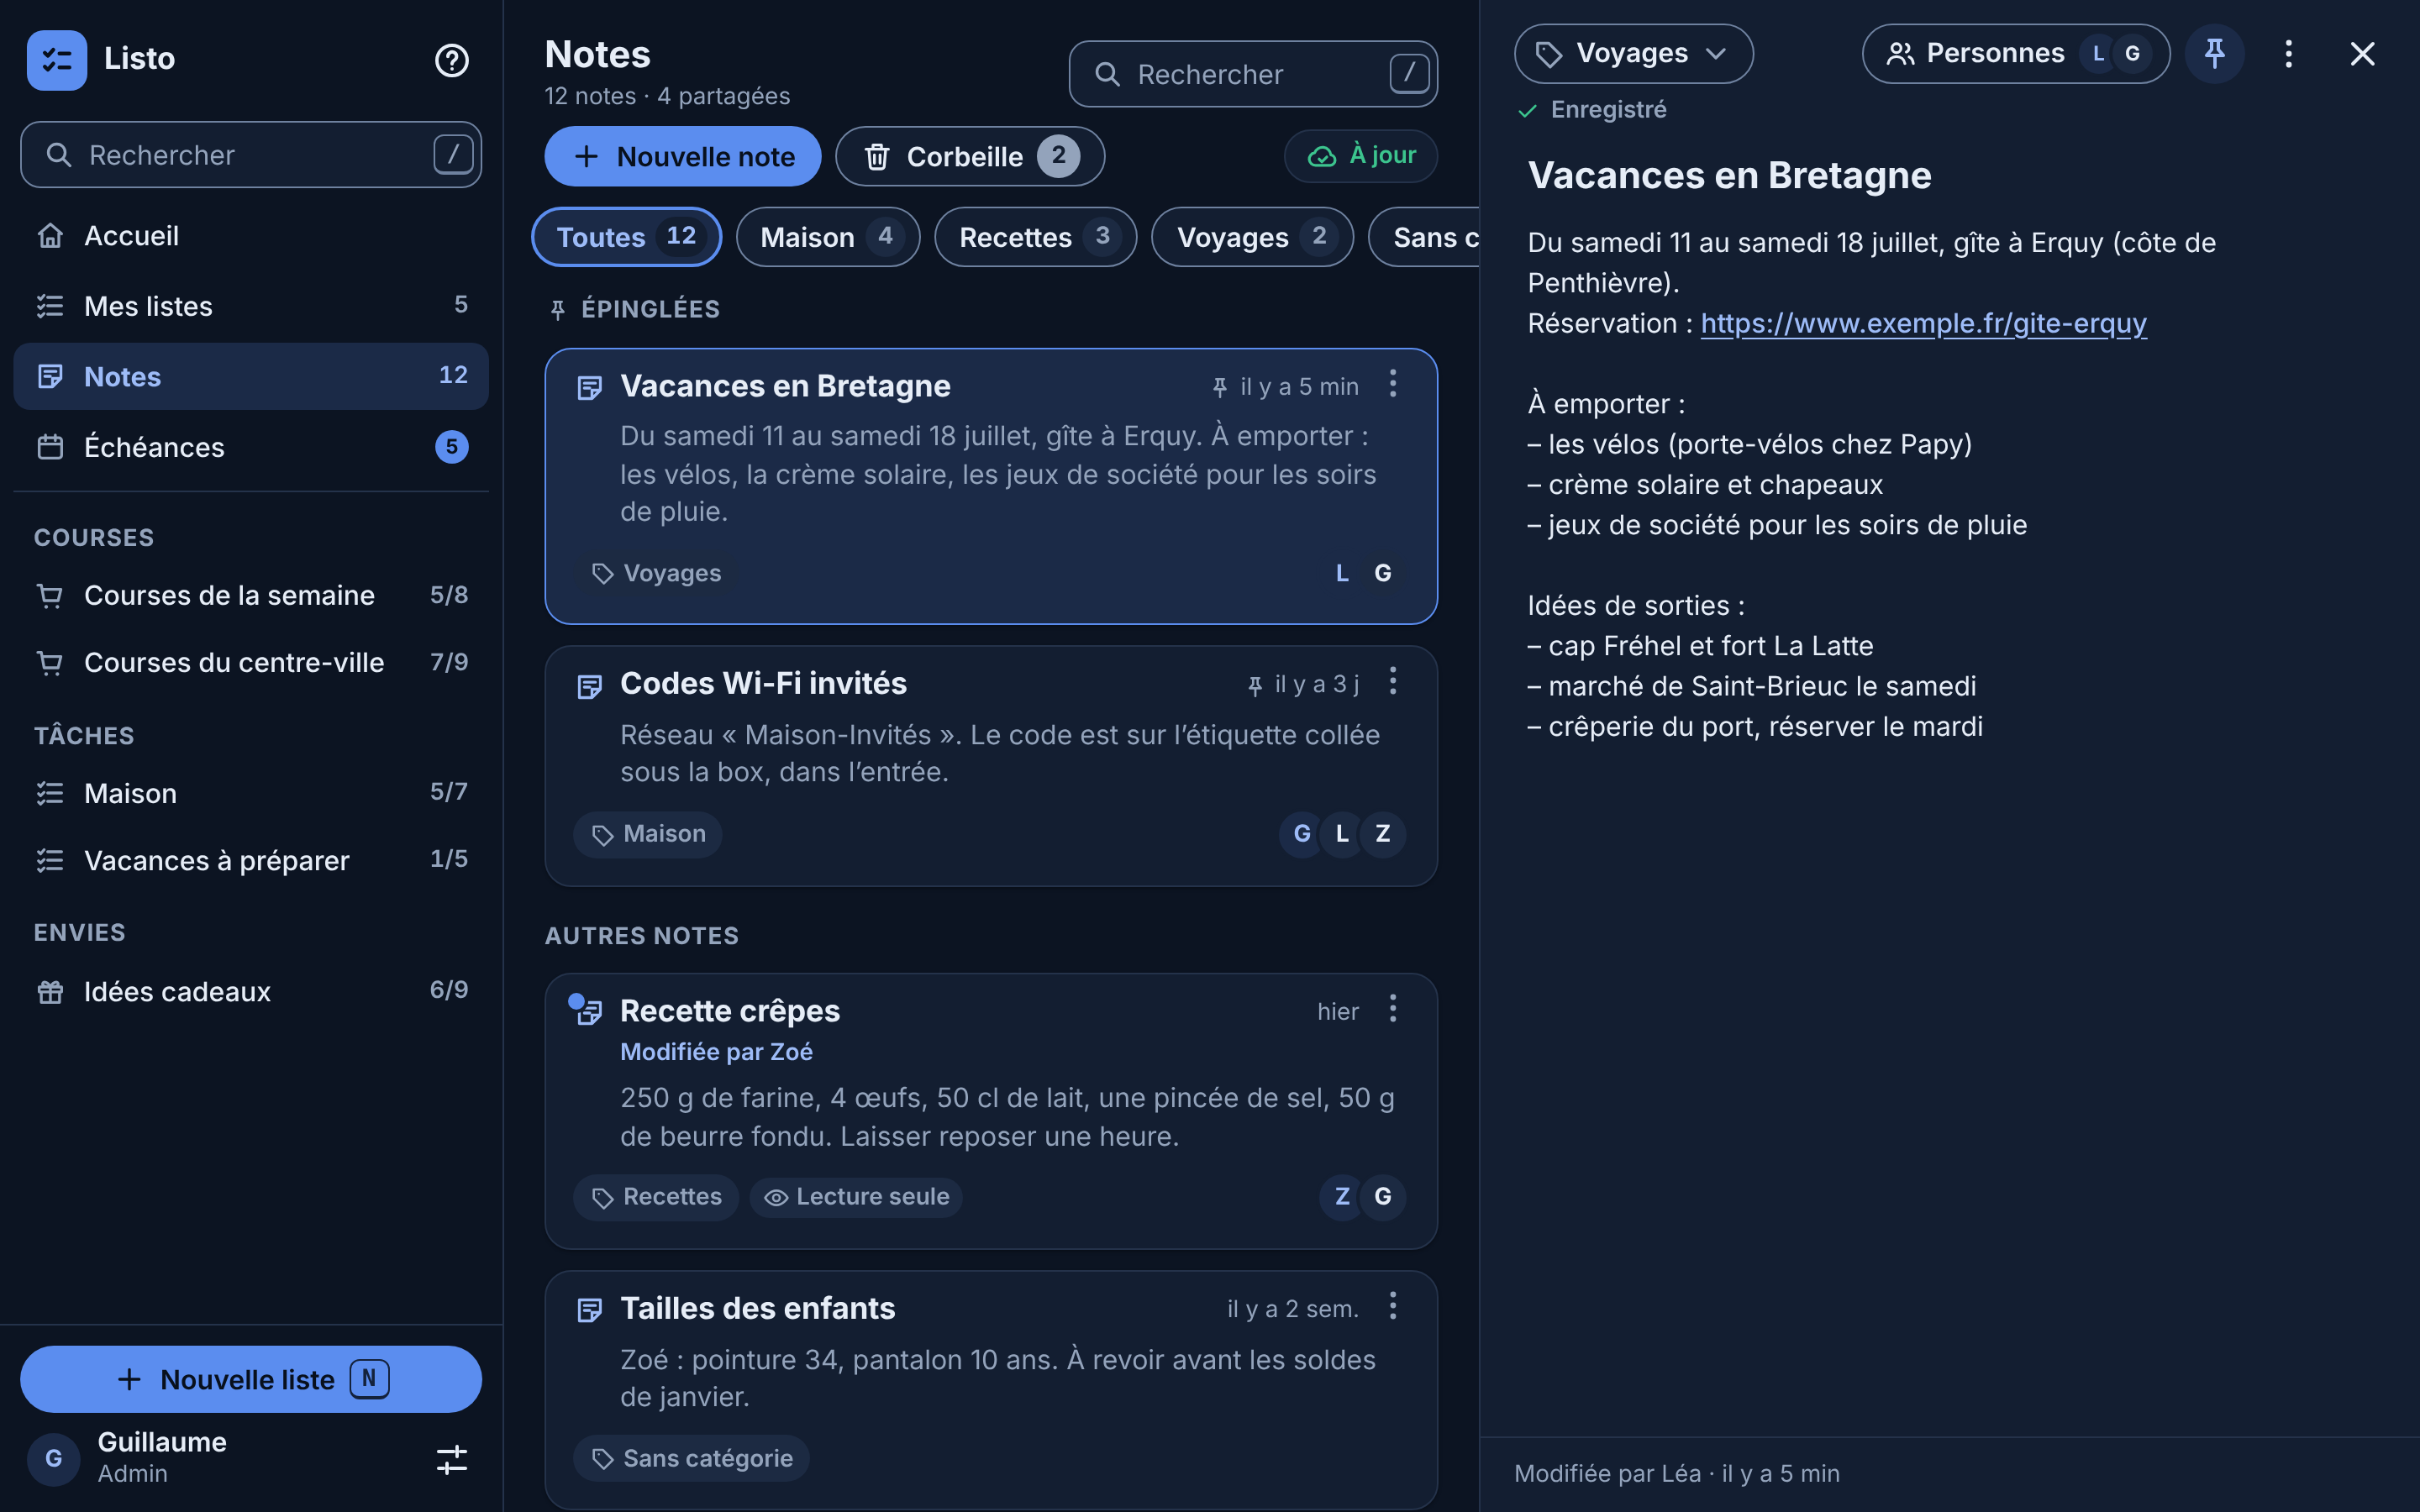 Listo
Rechercher /
Accueil
Mes listes 5
Notes 12
Échéances 5
COURSES
Courses de la semaine 5/8
Courses du centre-ville 7/9
TÂCHES
Maison 5/7
Vacances à préparer 1/5
ENVIES
Idées cadeaux 6/9
Nouvelle liste N
G Guillaume
Admin
Notes
12 notes · 4 partagées
Rechercher /
Nouvelle note
Corbeille 2
À jour
Toutes 12
Maison 4
Recettes 3
Voyages 2
Sans c
ÉPINGLÉES
Vacances en Bretagne il y a 5 min
Du samedi 11 au samedi 18 juillet, gîte à Erquy. À emporter :
les vélos, la crème solaire, les jeux de société pour les soirs
de pluie.
Voyages L G
Codes Wi-Fi invités il y a 3 j
Réseau « Maison-Invités ». Le code est sur l’étiquette collée
sous la box, dans l’entrée.
Maison G L Z
AUTRES NOTES
Recette crêpes hier
Modifiée par Zoé
250 g de farine, 4 œufs, 50 cl de lait, une pincée de sel, 50 g
de beurre fondu. Laisser reposer une heure.
Recettes Lecture seule Z G
Tailles des enfants il y a 2 sem.
Zoé : pointure 34, pantalon 10 ans. À revoir avant les soldes
de janvier.
Sans catégorie
Voyages
Personnes L G
Enregistré
Vacances en Bretagne
Du samedi 11 au samedi 18 juillet, gîte à Erquy (côte de
Penthièvre).
Réservation : https://www.exemple.fr/gite-erquy
À emporter :
– les vélos (porte-vélos chez Papy)
– crème solaire et chapeaux
– jeux de société pour les soirs de pluie
Idées de sorties :
– cap Fréhel et fort La Latte
– marché de Saint-Brieuc le samedi
– crêperie du port, réserver le mardi
Modifiée par Léa · il y a 5 min